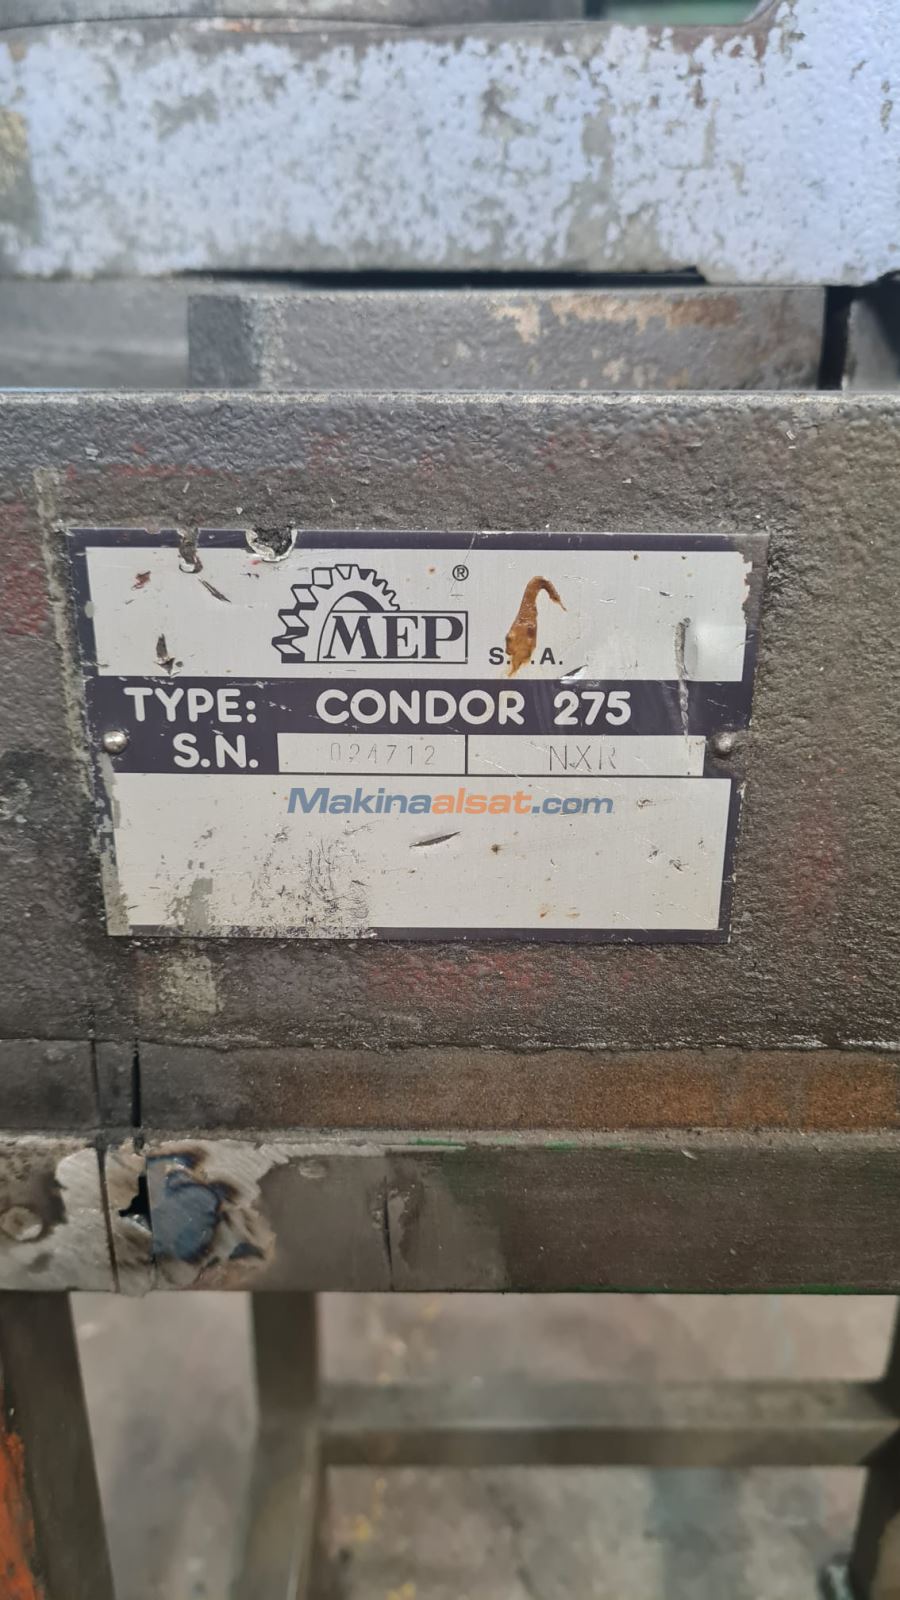 MEP ®
S.P.A.
TYPE: CONDOR 275
S.N. 024712 NXR
Makinaalsat.com